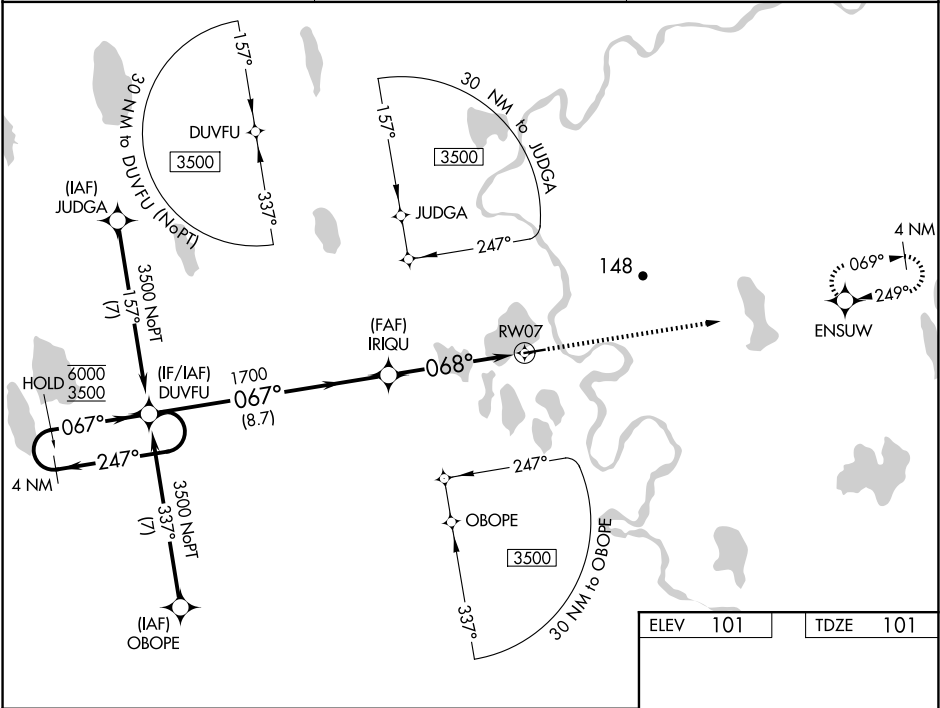 157°
30 NM to DUVFU (NoPT)
DUVFU
3500
337°
30 NM to JUDGA
157°
3500
JUDGA
247°
(IAF)
JUDGA
3500 NoPT
157°
(7)
148
4 NM
069°
249°
ENSUW
(FAF)
IRIQU
RW07
068°
HOLD
6000
3500
(IF/IAF)
DUVFU
1700
067°
(8.7)
067°
247°
4 NM
3500 NoPT
337°
(7)
(IAF)
OBOPE
247°
OBOPE
3500
337°
30 NM to OBOPE
ELEV 101
TDZE 101